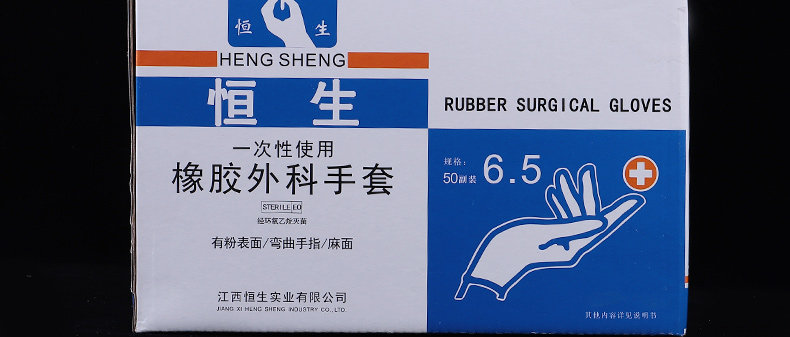 恒 生
HENG SHENG
恒生
RUBBER SURGICAL GLOVES
一次性使用
橡胶外科手套
STERILE EO
经环氧乙烷灭菌
有粉表面/弯曲手指/麻面
江西恒生实业有限公司
JIANG XI HENG SHENG INDUSTRY CO., LTD.
规格:
6.5
50副装
其他内容详见说明书